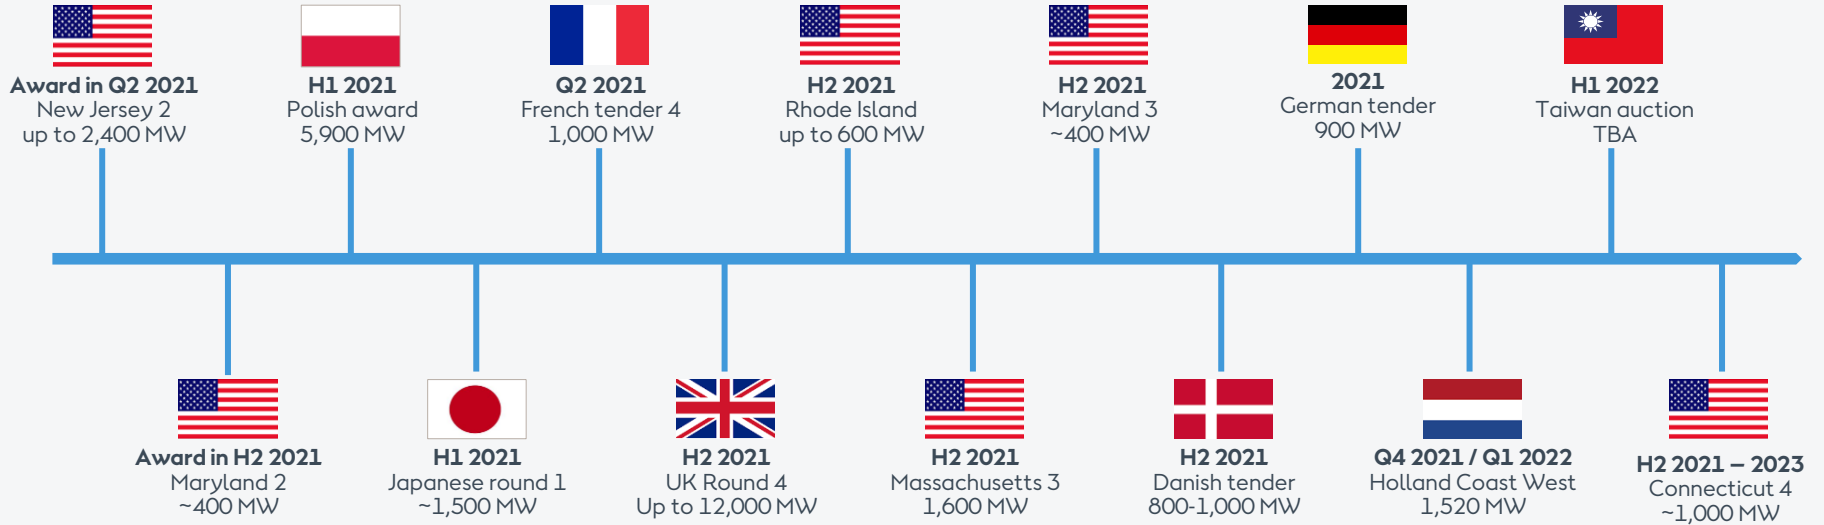 Award in Q2 2021
New Jersey 2
up to 2,400 MW
H1 2021
Polish award
5,900 MW
Q2 2021
French tender 4
1,000 MW
H2 2021
Rhode Island
up to 600 MW
H2 2021
Maryland 3
~400 MW
2021
German tender
900 MW
H1 2022
Taiwan auction
TBA
Award in H2 2021
Maryland 2
~400 MW
H1 2021
Japanese round 1
~1,500 MW
H2 2021
UK Round 4
Up to 12,000 MW
H2 2021
Massachusetts 3
1,600 MW
H2 2021
Danish tender
800-1,000 MW
Q4 2021 / Q1 2022
Holland Coast West
1,520 MW
H2 2021 – 2023
Connecticut 4
~1,000 MW